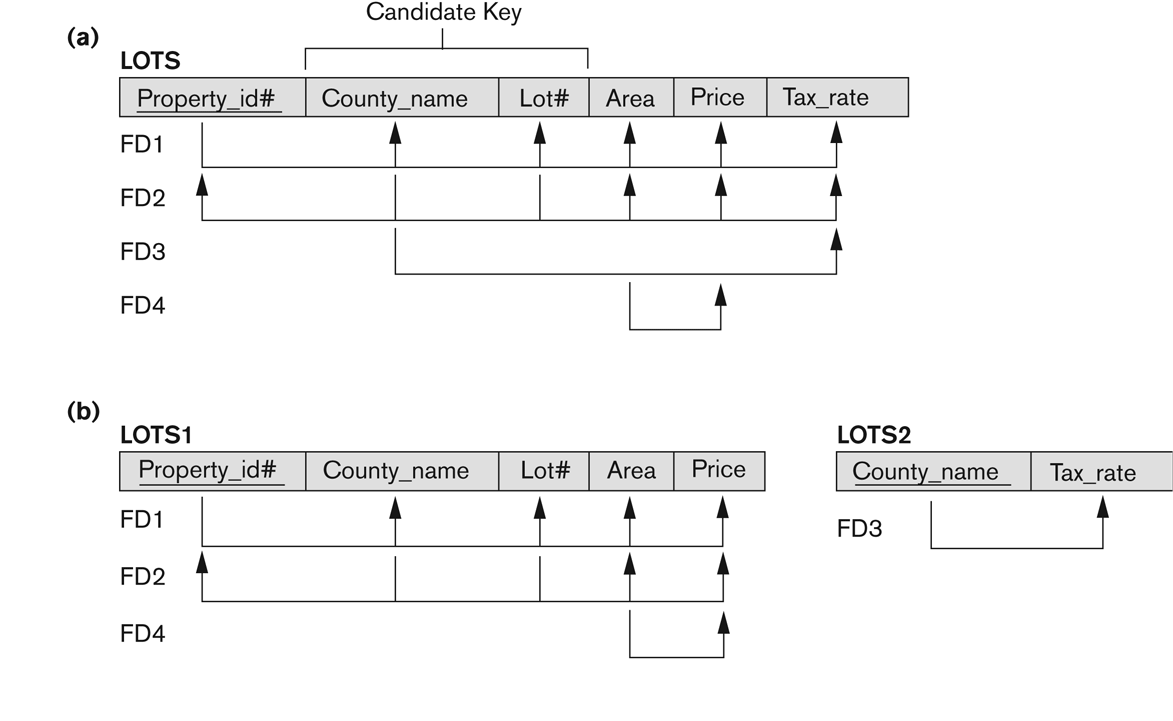 Candidate Key
(a)
LOTS
Property_id# County_name Lot# Area Price Tax_rate
FD1
FD2
FD3
FD4
(b)
LOTS1 LOTS2
Property_id# County_name Lot# Area Price County_name Tax_rate
FD1 FD3
FD2
FD4